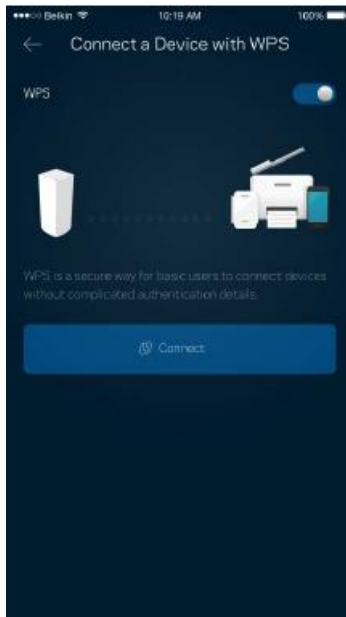 Belkin 10:19 AM 100%
Connect a Device with WPS
WPS
WPS is a secure way for basic users to connect devices
without complicated authentication details.
Connect